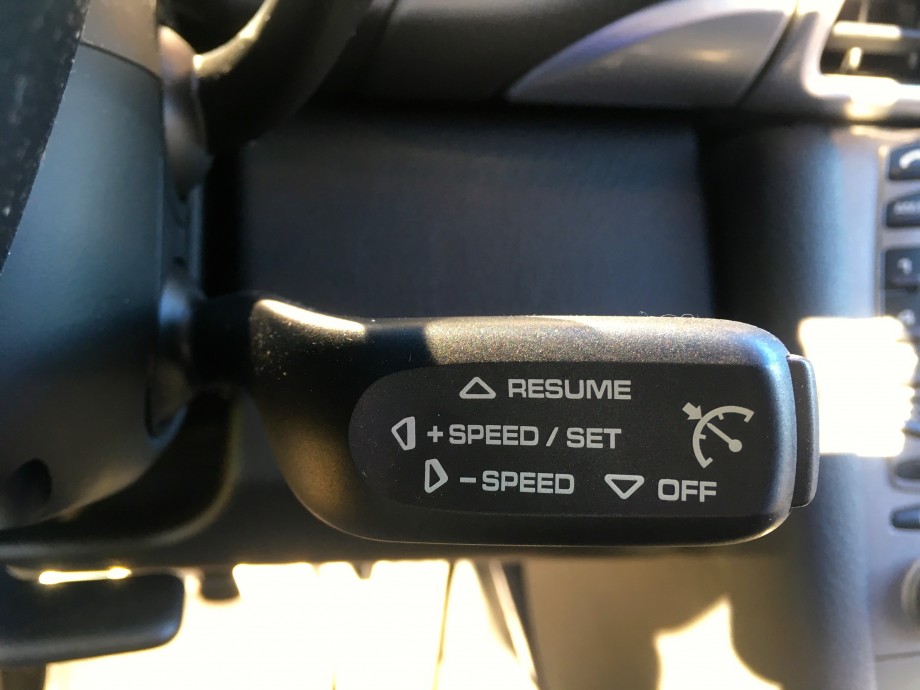 △ RESUME
◁ + SPEED / SET
▷ - SPEED ▽ OFF